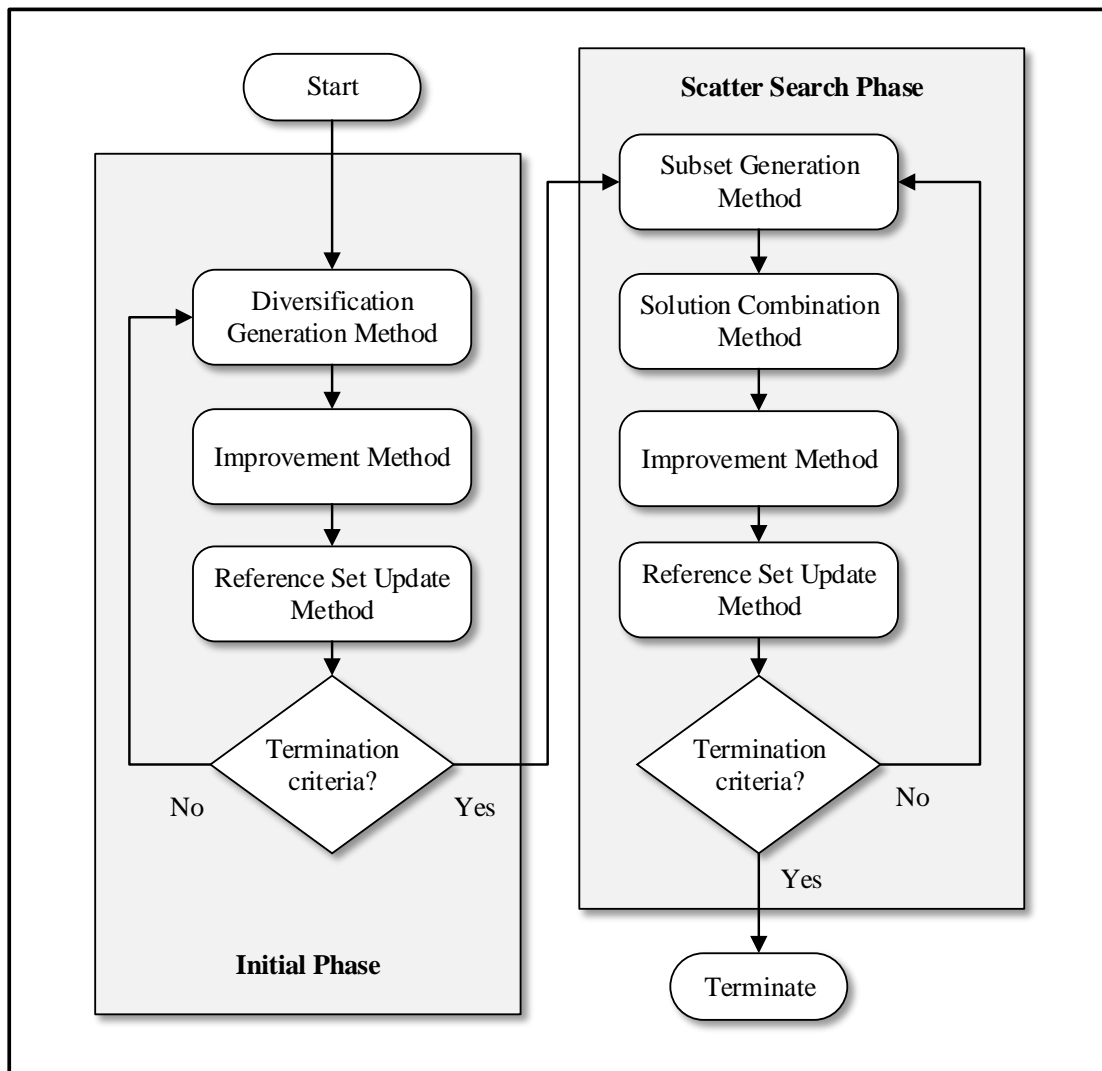 Start
Diversification
Generation Method
Improvement Method
Reference Set Update
Method
Termination
criteria?
No
Yes
Initial Phase
Scatter Search Phase
Subset Generation
Method
Solution Combination
Method
Improvement Method
Reference Set Update
Method
Termination
criteria?
No
Yes
Terminate